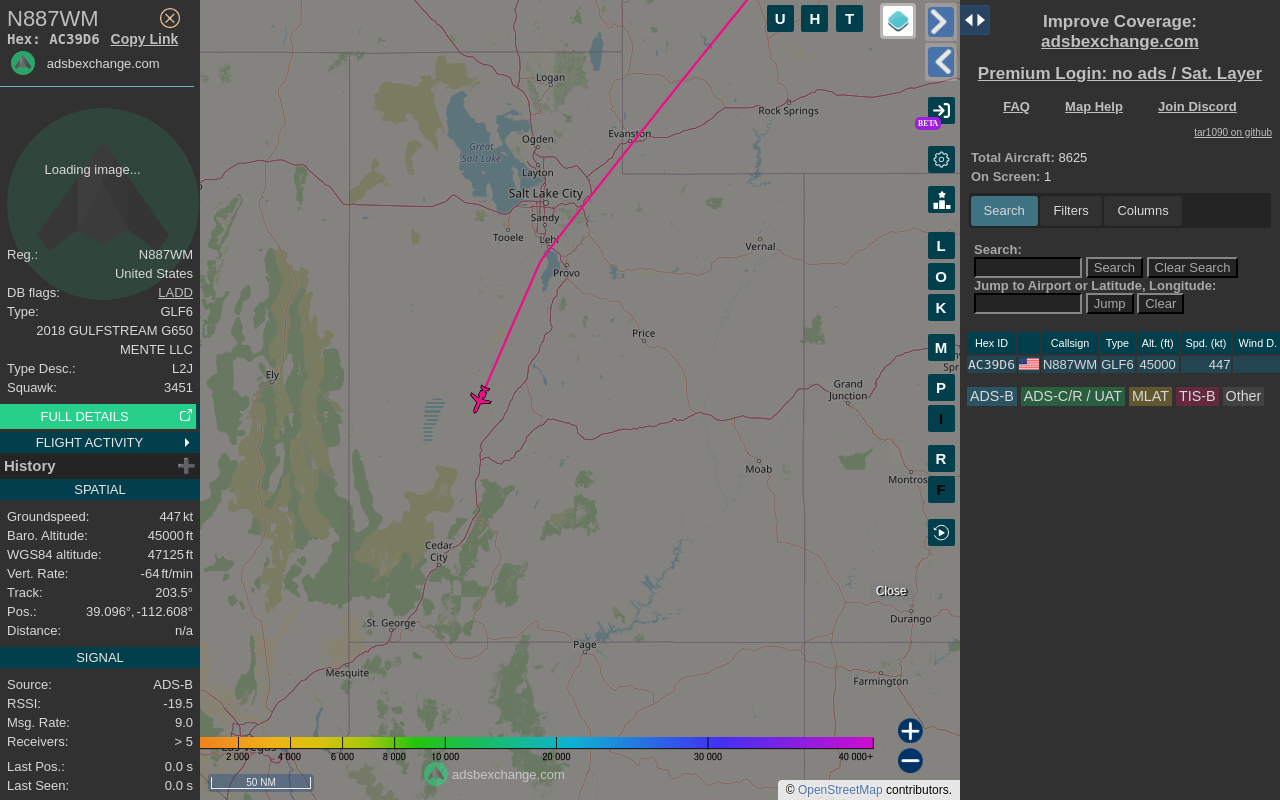 N887WM
Hex: AC39D6 Copy Link
adsbexchange.com
Loading image...
Reg.: N887WM
United States
DB flags: LADD
Type: GLF6
2018 GULFSTREAM G650
MENTE LLC
Type Desc.: L2J
Squawk: 3451
FULL DETAILS
FLIGHT ACTIVITY
History
SPATIAL
Groundspeed: 447 kt
Baro. Altitude: 45000 ft
WGS84 altitude: 47125 ft
Vert. Rate: -64 ft/min
Track: 203.5°
Pos.: 39.096°, -112.608°
Distance: n/a
SIGNAL
Source: ADS-B
RSSI: -19.5
Msg. Rate: 9.0
Receivers: > 5
Last Pos.: 0.0 s
Last Seen: 0.0 s
U H T
BETA
L
O
K
M
P
I
R
F
Logan
Rock Springs
Evanston
Ogden
Great
Salt Lake
Layton
Salt Lake City
Sandy
Tooele
Lehi
Vernal
Provo
Price
Ely
Grand
Junction
Moab
Montros
Cedar
City
Close
St. George
Durango
Page
Mesquite
Farmington
2 000 4 000 6 000 8 000 10 000 20 000 30 000 40 000+
50 NM
adsbexchange.com
© OpenStreetMap contributors.
Improve Coverage:
adsbexchange.com
Premium Login: no ads / Sat. Layer
FAQ Map Help Join Discord
tar1090 on github
Total Aircraft: 8625
On Screen: 1
Search Filters Columns
Search:
Search Clear Search
Jump to Airport or Latitude, Longitude:
Jump Clear
Hex ID Callsign Type Alt. (ft) Spd. (kt) Wind D.
AC39D6 N887WM GLF6 45000 447
ADS-B ADS-C/R / UAT MLAT TIS-B Other